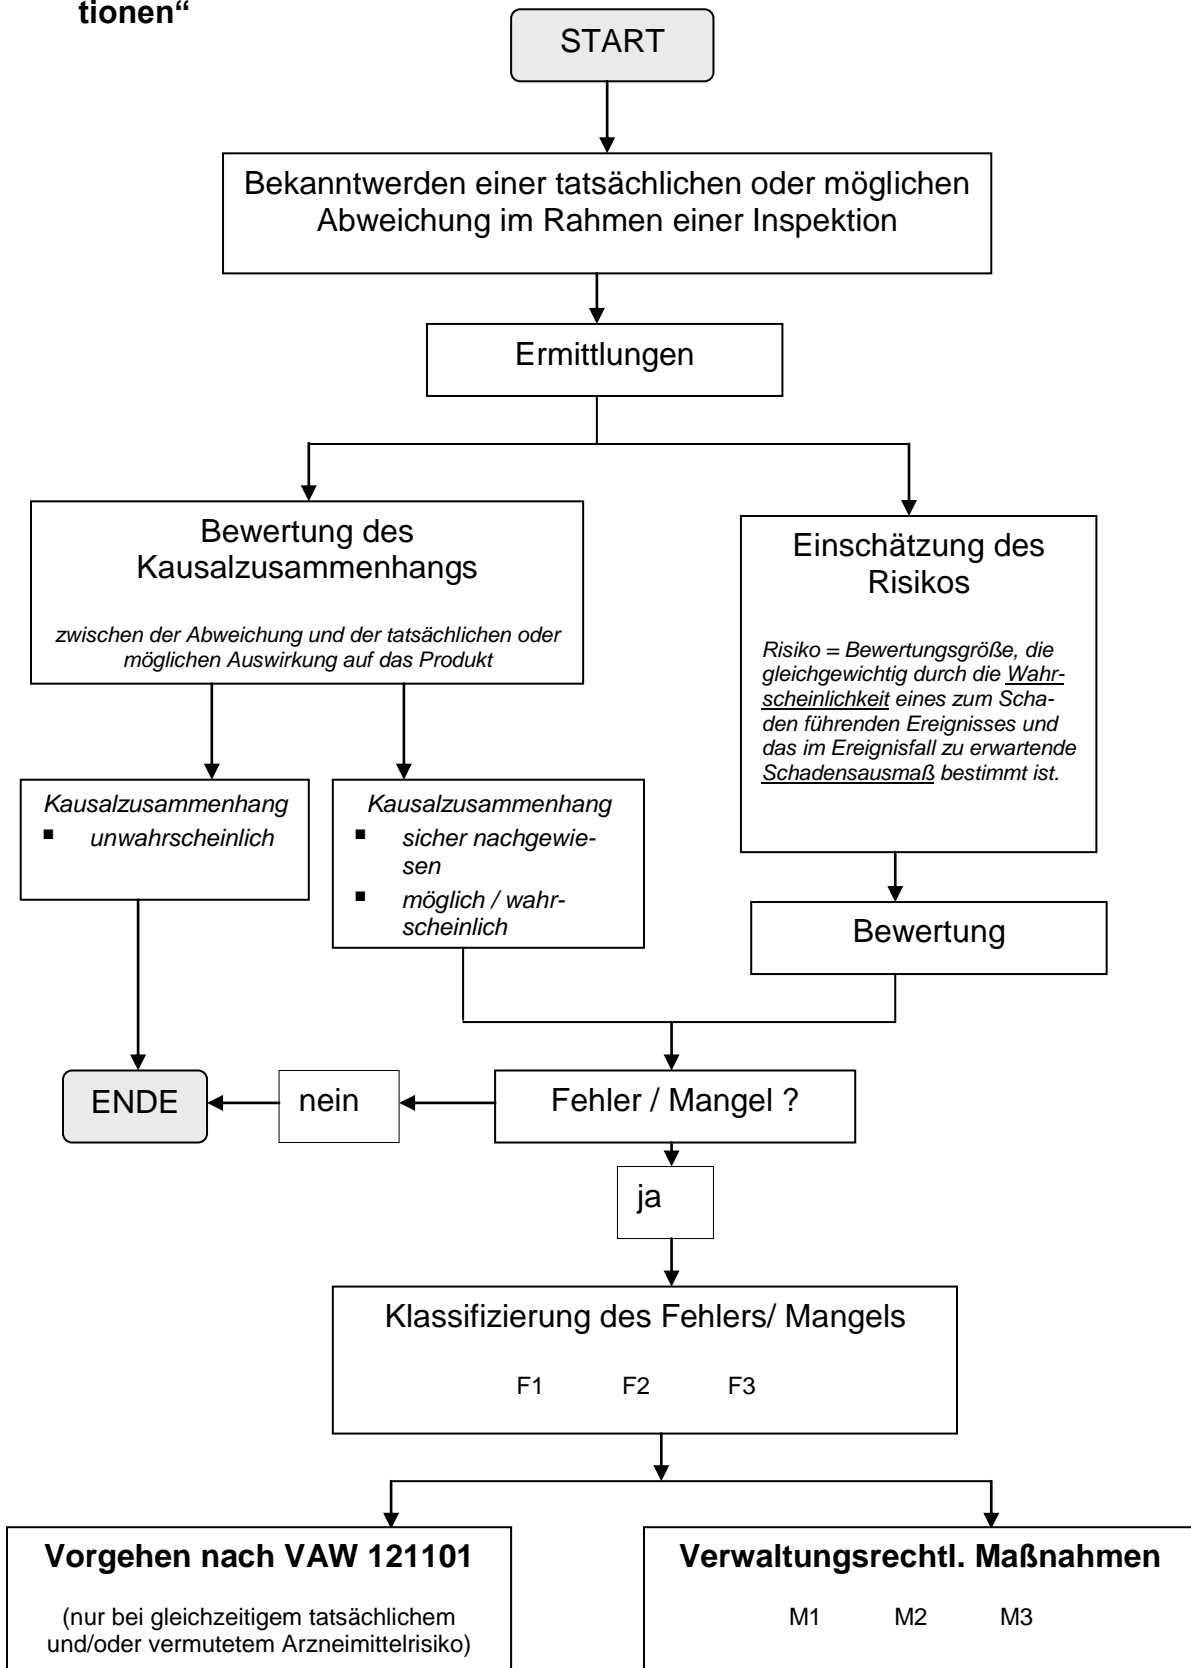 tionen“
START
Bekanntwerden einer tatsächlichen oder möglichen
Abweichung im Rahmen einer Inspektion
Ermittlungen
Bewertung des
Kausalzusammenhangs
zwischen der Abweichung und der tatsächlichen oder
möglichen Auswirkung auf das Produkt
Einschätzung des
Risikos
Risiko = Bewertungsgröße, die
gleichgewichtig durch die Wahr-
scheinlichkeit eines zum Scha-
den führenden Ereignisses und
das im Ereignisfall zu erwartende
Schadensausmaß bestimmt ist.
Kausalzusammenhang
▪ unwahrscheinlich
Kausalzusammenhang
▪ sicher nachgewie-
sen
▪ möglich / wahr-
scheinlich
Bewertung
ENDE
nein
Fehler / Mangel ?
ja
Klassifizierung des Fehlers/ Mangels
F1 F2 F3
Vorgehen nach VAW 121101
(nur bei gleichzeitigem tatsächlichem
und/oder vermutetem Arzneimittelrisiko)
Verwaltungsrechtl. Maßnahmen
M1 M2 M3